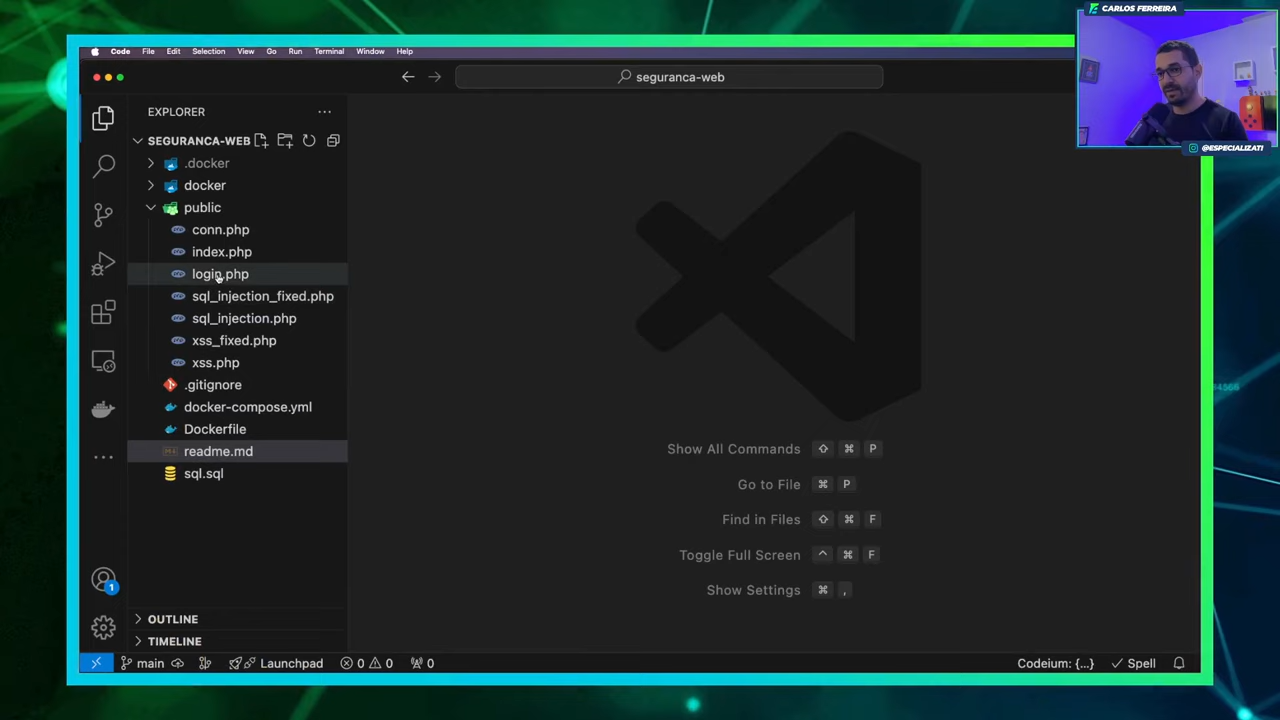 CARLOS FERREIRA
Code File Edit Selection View Go Run Terminal Window Help
seguranca-web
@ESPECIALIZATI
EXPLORER
SEGURANCA-WEB
.docker
docker
public
conn.php
index.php
login.php
sql_injection_fixed.php
sql_injection.php
xss_fixed.php
xss.php
.gitignore
docker-compose.yml
Dockerfile
readme.md
sql.sql
Show All Commands ⇧ ⌘ P
Go to File ⌘ P
Find in Files ⇧ ⌘ F
Toggle Full Screen ^ ⌘ F
Show Settings ⌘ ,
1
OUTLINE
TIMELINE
main Launchpad 0 0 0 Codeium: {...} Spell